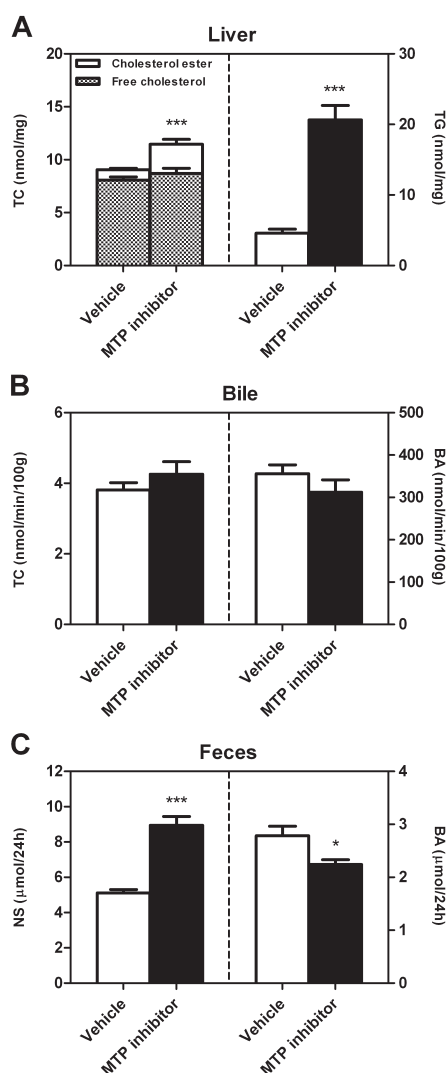 A
Liver
Cholesterol ester
Free cholesterol
TC (nmol/mg)
20
15
10
5
0
***
***
30
20
10
0
TG
(nmol/mg)
Vehicle
MTP inhibitor
Vehicle
MTP inhibitor
B
Bile
TC (nmol/min/100g)
6
4
2
0
500
400
300
200
100
0
BA (nmol/min/100g)
Vehicle
MTP inhibitor
Vehicle
MTP inhibitor
C
Feces
NS (μmol/24h)
12
10
8
6
4
2
0
***
*
4
3
2
1
0
BA (μmol/24h)
Vehicle
MTP inhibitor
Vehicle
MTP inhibitor